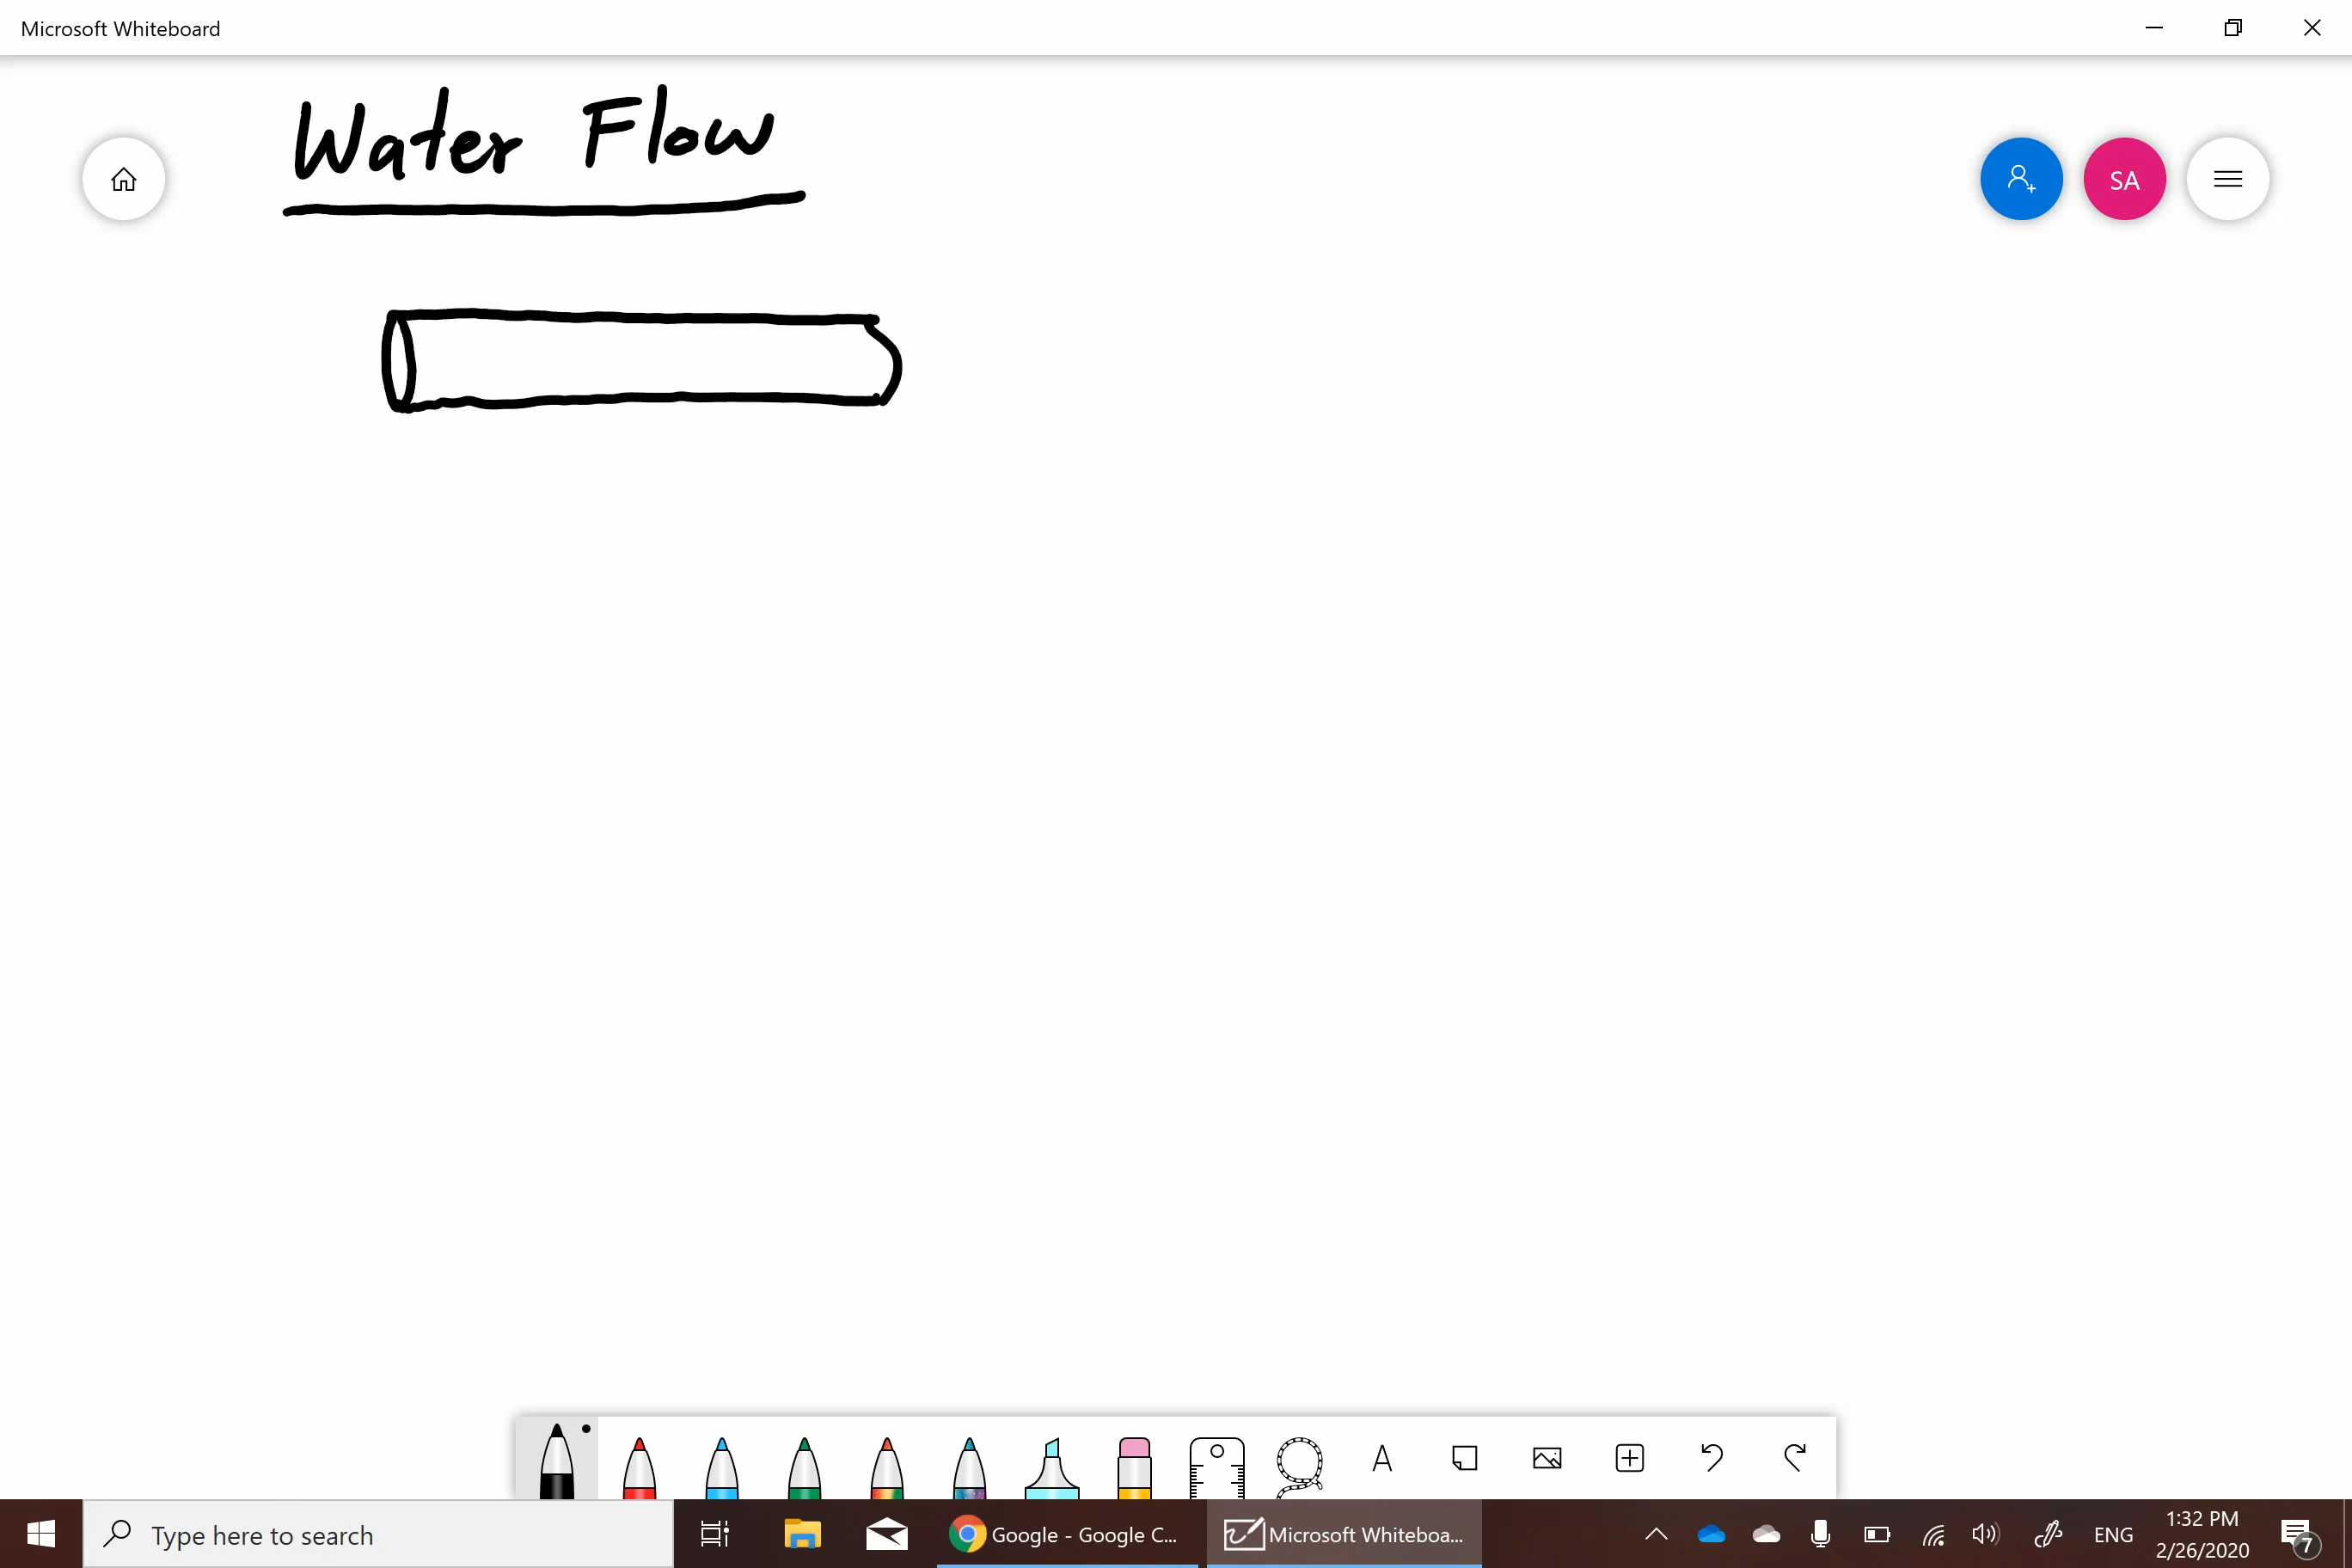 Microsoft Whiteboard
Water Flow
SA
A
Type here to search
Google - Google C...
Microsoft Whiteboa...
ENG
1:32 PM
2/26/2020
7